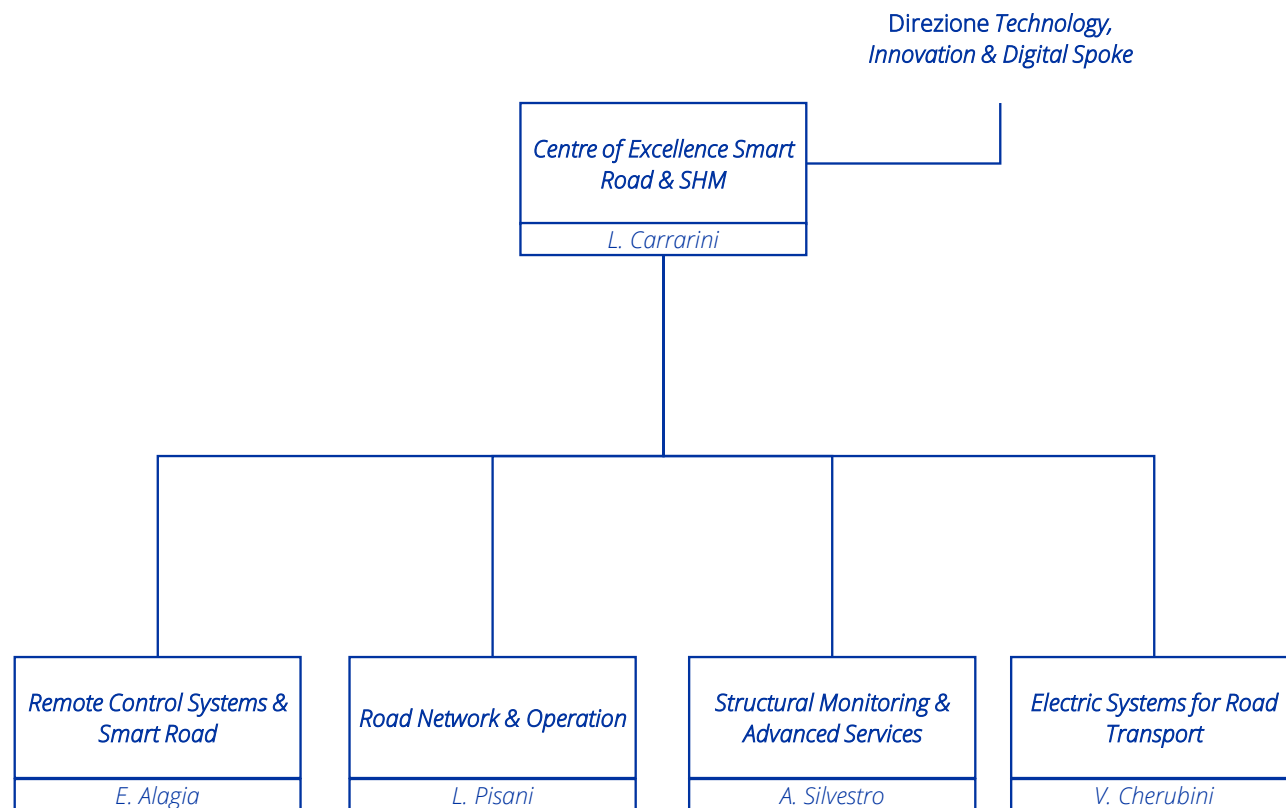 Direzione Technology,
Innovation & Digital Spoke
Centre of Excellence Smart
Road & SHM
L. Carrarini
Remote Control Systems &
Smart Road
E. Alagia
Road Network & Operation
L. Pisani
Structural Monitoring &
Advanced Services
A. Silvestro
Electric Systems for Road
Transport
V. Cherubini